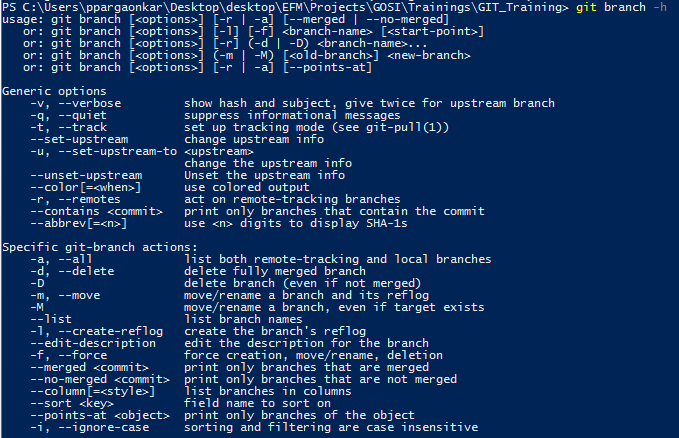 PS C:\Users\ppargaonkar\Desktop\desktop\EFM\Projects\GOSI\Trainings\GIT_Training> git branch -h
usage: git branch [<options>] [-r | -a] [--merged | --no-merged]
   or: git branch [<options>] [-l] [-f] <branch-name> [<start-point>]
   or: git branch [<options>] [-r] (-d | -D) <branch-name>...
   or: git branch [<options>] (-m | -M) [<old-branch>] <new-branch>
   or: git branch [<options>] [-r | -a] [--points-at]

Generic options
    -v, --verbose         show hash and subject, give twice for upstream branch
    -q, --quiet           suppress informational messages
    -t, --track           set up tracking mode (see git-pull(1))
    --set-upstream        change upstream info
    -u, --set-upstream-to <upstream>
                          change the upstream info
    --unset-upstream      Unset the upstream info
    --color[=<when>]      use colored output
    -r, --remotes         act on remote-tracking branches
    --contains <commit>   print only branches that contain the commit
    --abbrev[=<n>]        use <n> digits to display SHA-1s

Specific git-branch actions:
    -a, --all             list both remote-tracking and local branches
    -d, --delete          delete fully merged branch
    -D                    delete branch (even if not merged)
    -m, --move            move/rename a branch and its reflog
    -M                    move/rename a branch, even if target exists
    --list                list branch names
    -l, --create-reflog   create the branch's reflog
    --edit-description    edit the description for the branch
    -f, --force           force creation, move/rename, deletion
    --merged <commit>     print only branches that are merged
    --no-merged <commit>  print only branches that are not merged
    --column[=<style>]    list branches in columns
    --sort <key>          field name to sort on
    --points-at <object>  print only branches of the object
    -i, --ignore-case     sorting and filtering are case insensitive